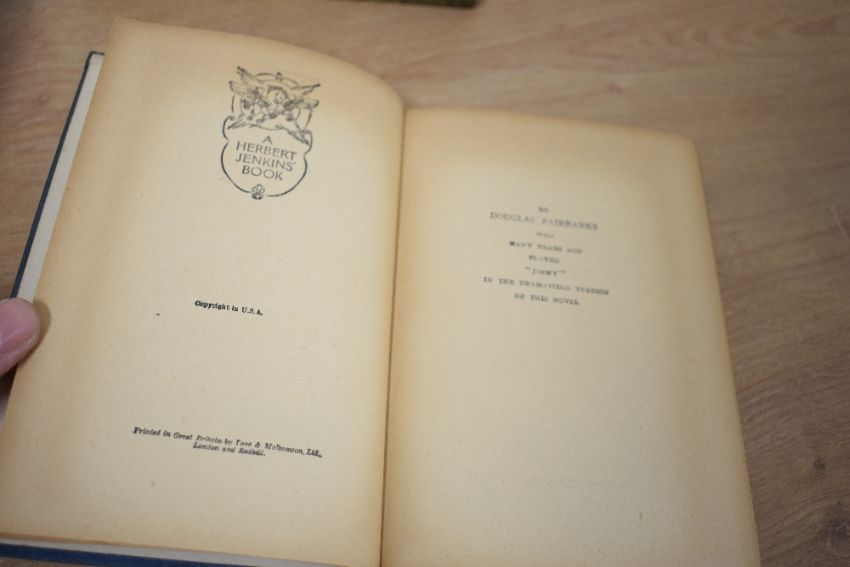 A
HERBERT
JENKINS'
BOOK
Copyright in U.S.A.
Printed in Great Britain by Love & Malcomson, Ltd.,
London and Redhill.
TO
DOUGLAS FAIRBANKS
WHO
MANY YEARS AGO
PLAYED
"JIMMY"
IN THE DRAMATISED VERSION
OF THIS NOVEL